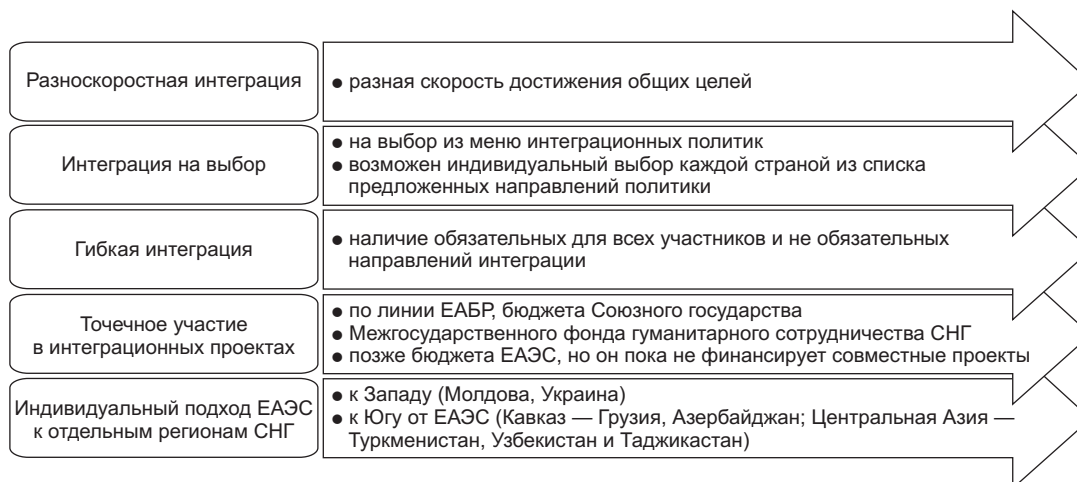 Разноскоростная интеграция
● разная скорость достижения общих целей
Интеграция на выбор
● на выбор из меню интеграционных политик
● возможен индивидуальный выбор каждой страной из списка
предложенных направлений политики
Гибкая интеграция
● наличие обязательных для всех участников и не обязательных
направлений интеграции
Точечное участие
в интеграционных проектах
● по линии ЕАБР, бюджета Союзного государства
● Межгосударственного фонда гуманитарного сотрудничества СНГ
● позже бюджета ЕАЭС, но он пока не финансирует совместные проекты
Индивидуальный подход ЕАЭС
к отдельным регионам СНГ
● к Западу (Молдова, Украина)
● к Югу от ЕАЭС (Кавказ — Грузия, Азербайджан; Центральная Азия —
Туркменистан, Узбекистан и Таджикастан)